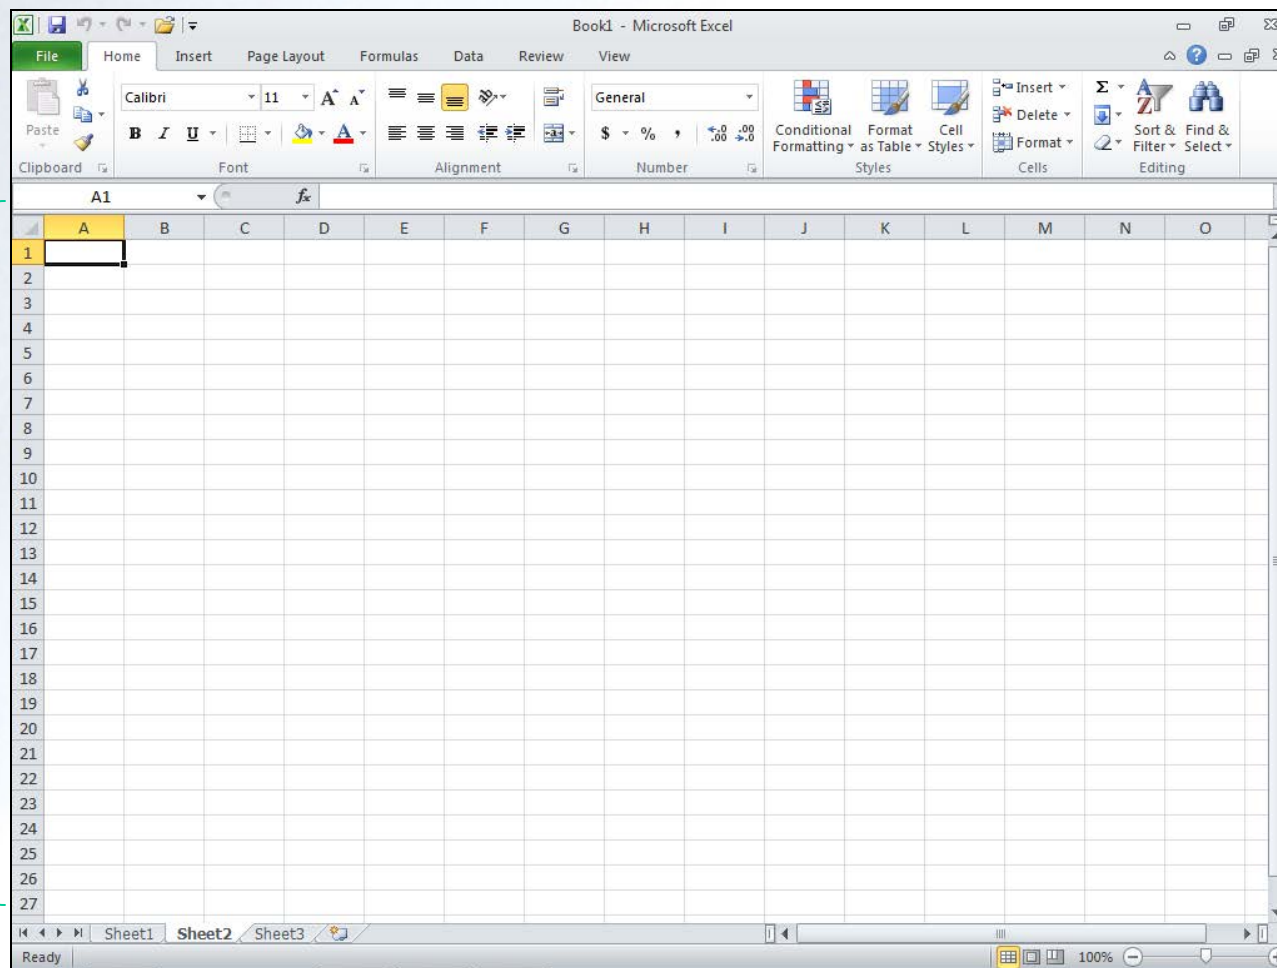 Book1 - Microsoft Excel
File Home Insert Page Layout Formulas Data Review View
Calibri 11 A A General Insert Σ
Paste Delete
B I U A $ % , .00 .00 Conditional Format Cell Format Sort & Find &
Formatting as Table Styles Filter Select
Clipboard Font Alignment Number Styles Cells Editing
A1 fx
A B C D E F G H I J K L M N O
1
2
3
4
5
6
7
8
9
10
11
12
13
14
15
16
17
18
19
20
21
22
23
24
25
26
27
Sheet1 Sheet2 Sheet3
Ready 100%